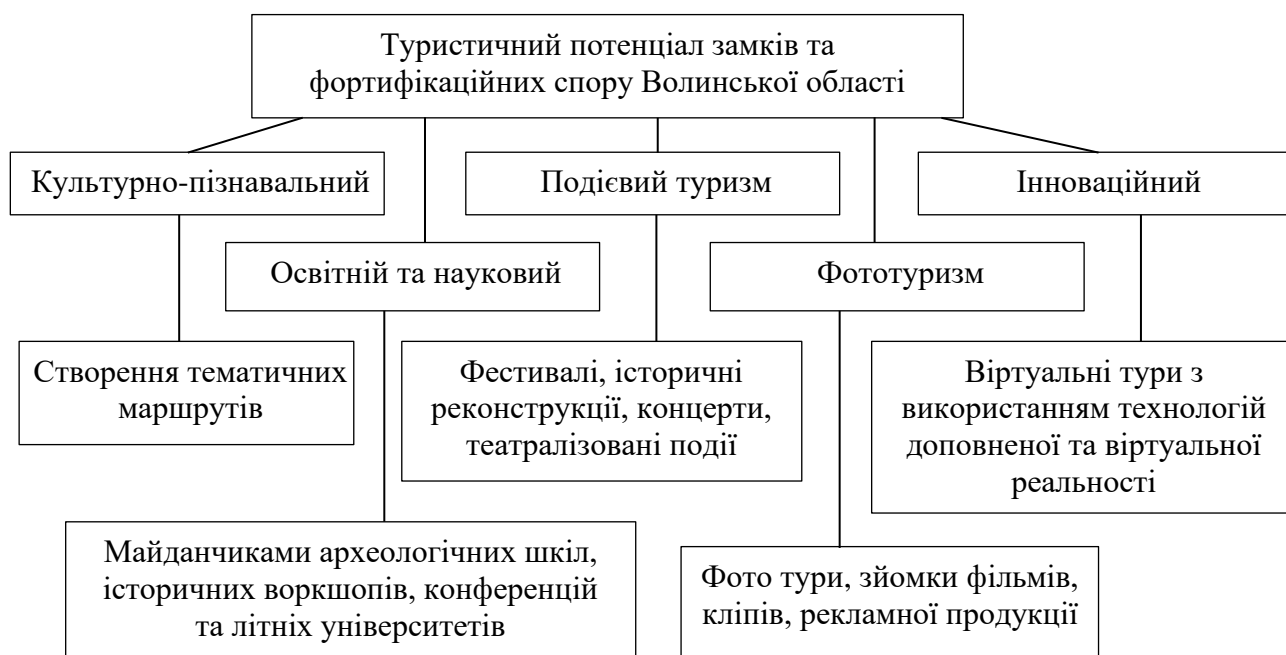 Туристичний потенціал замків та
фортифікаційних спору Волинської області
Культурно-пізнавальний
Подієвий туризм
Інноваційний
Освітній та науковий
Фототуризм
Створення тематичних
маршрутів
Фестивалі, історичні
реконструкції, концерти,
театралізовані події
Віртуальні тури з
використанням технологій
доповненої та віртуальної
реальності
Майданчиками археологічних шкіл,
історичних воркшопів, конференцій
та літніх університетів
Фото тури, зйомки фільмів,
кліпів, рекламної продукції